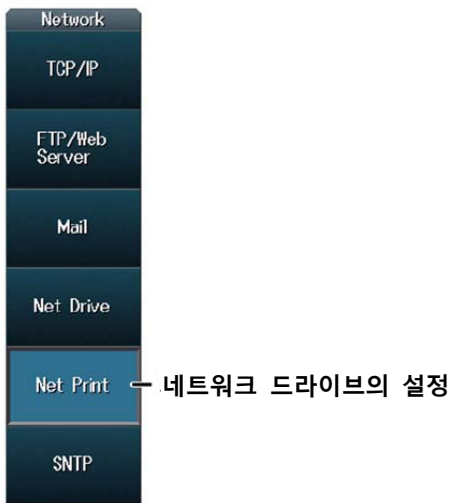 Network
TCP/IP
FTP/Web
Server
Mail
Net Drive
Net Print
네트워크 드라이브의 설정
SNTP